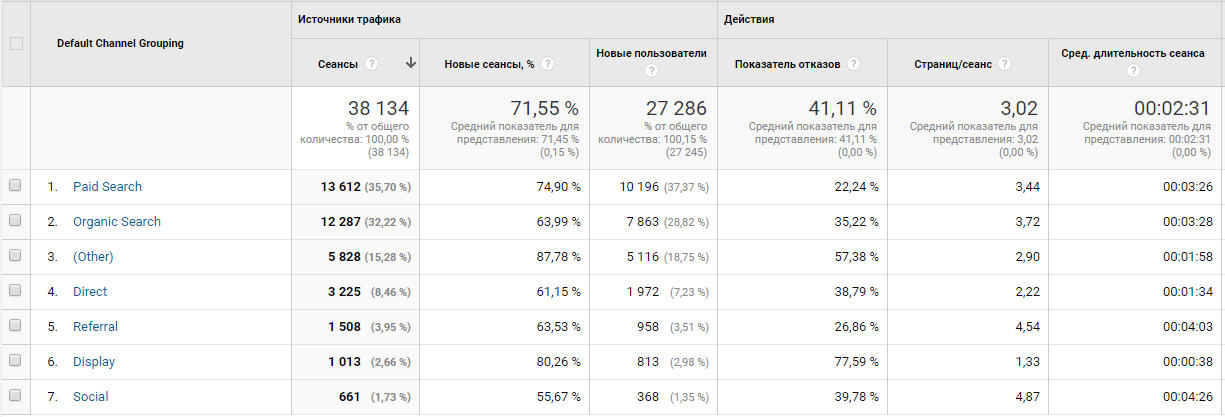 Источники трафика Действия
Default Channel Grouping
Сеансы ? Новые сеансы, % ? Новые пользователи ? Показатель отказов ? Страниц/сеанс ? Сред. длительность сеанса ?
38 134 71,55 % 27 286 41,11 % 3,02 00:02:31
% от общего Средний показатель для % от общего Средний показатель для Средний показатель для Средний показатель для
количества: 100,00 % представления: 71,45 % количества: 100,15 % представления: 41,11 % представления: 3,02 представления: 00:02:31
(38 134) (0,15 %) (27 245) (0,00 %) (0,00 %) (0,00 %)
1. Paid Search 13 612 (35,70 %) 74,90 % 10 196 (37,37 %) 22,24 % 3,44 00:03:26
2. Organic Search 12 287 (32,22 %) 63,99 % 7 863 (28,82 %) 35,22 % 3,72 00:03:28
3. (Other) 5 828 (15,28 %) 87,78 % 5 116 (18,75 %) 57,38 % 2,90 00:01:58
4. Direct 3 225 (8,46 %) 61,15 % 1 972 (7,23 %) 38,79 % 2,22 00:01:34
5. Referral 1 508 (3,95 %) 63,53 % 958 (3,51 %) 26,86 % 4,54 00:04:03
6. Display 1 013 (2,66 %) 80,26 % 813 (2,98 %) 77,59 % 1,33 00:00:38
7. Social 661 (1,73 %) 55,67 % 368 (1,35 %) 39,78 % 4,87 00:04:26